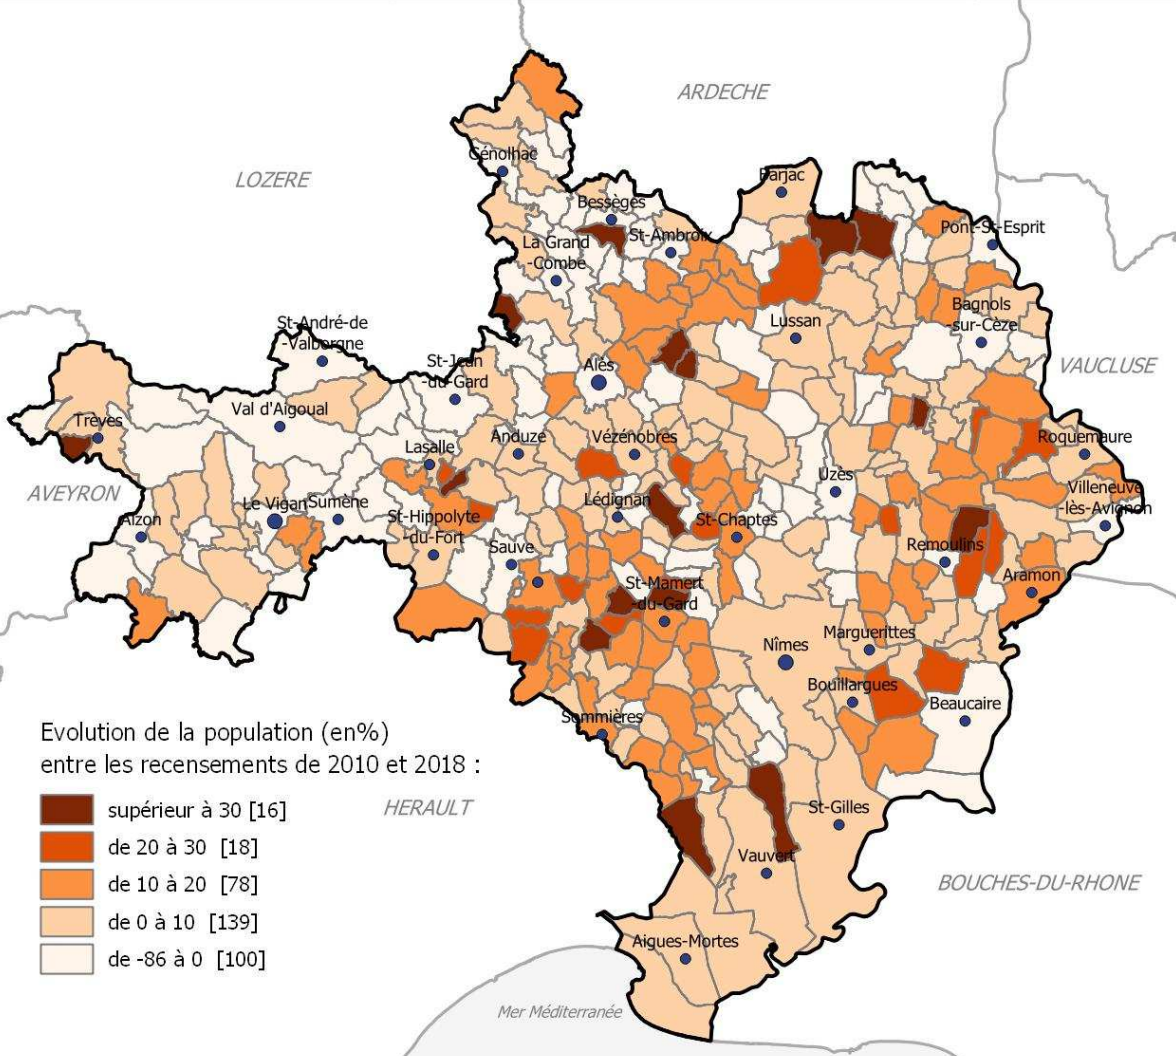 ARDECHE
LOZERE
Génolhac
Barjac
Bessèges
St-Ambroix
Pont-St-Esprit
La Grand
-Combe
Bagnols
-sur-Cèze
Lussan
St-André-de
-Valborgne
St-Jean
-du-Gard
Alès
VAUCLUSE
Val d'Aigoual
Trèves
Lasalle
Anduze
Vézénobres
Roquemaure
Uzès
AVEYRON
Le Vigan
Sumène
Lédignan
Villeneuve
-lès-Avignon
Alzon
St-Hippolyte
-du-Fort
St-Chaptes
Sauve
Remoulins
St-Mamert
-du-Gard
Aramon
Nîmes
Marguerittes
Bouillargues
Beaucaire
Sommières
Evolution de la population (en%)
entre les recensements de 2010 et 2018 :
supérieur à 30 [16]
de 20 à 30 [18]
de 10 à 20 [78]
de 0 à 10 [139]
de -86 à 0 [100]
HERAULT
St-Gilles
Vauvert
BOUCHES-DU-RHONE
Aigues-Mortes
Mer Méditerranée